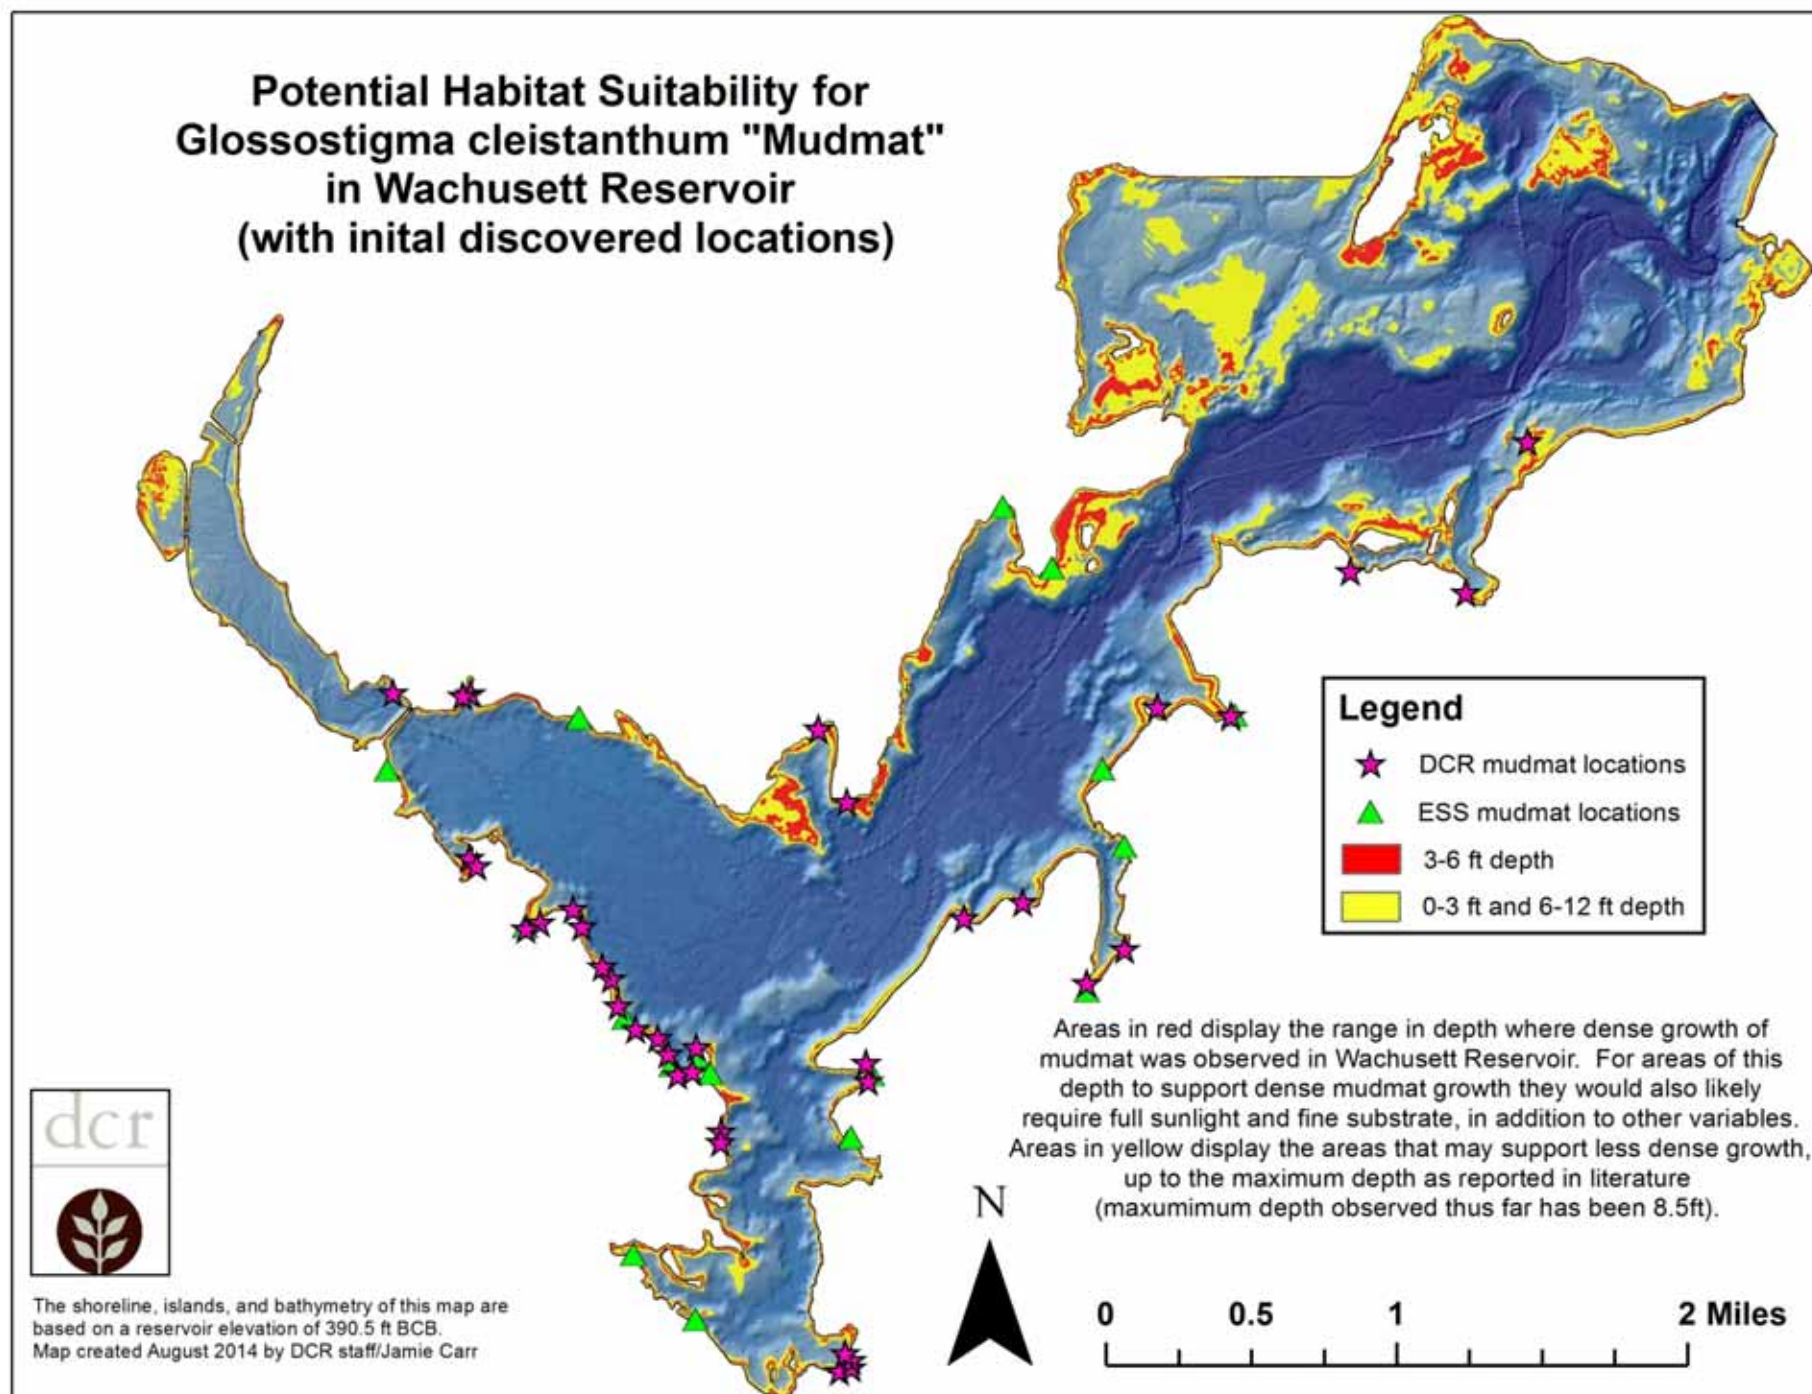 Potential Habitat Suitability for
Glossostigma cleistanthum "Mudmat"
in Wachusett Reservoir
(with inital discovered locations)
Legend
DCR mudmat locations
ESS mudmat locations
3-6 ft depth
0-3 ft and 6-12 ft depth
Areas in red display the range in depth where dense growth of
mudmat was observed in Wachusett Reservoir. For areas of this
depth to support dense mudmat growth they would also likely
require full sunlight and fine substrate, in addition to other variables.
Areas in yellow display the areas that may support less dense growth,
up to the maximum depth as reported in literature
(maxumimum depth observed thus far has been 8.5ft).
N
0 0.5 1 2 Miles
dcr
The shoreline, islands, and bathymetry of this map are
based on a reservoir elevation of 390.5 ft BCB.
Map created August 2014 by DCR staff/Jamie Carr